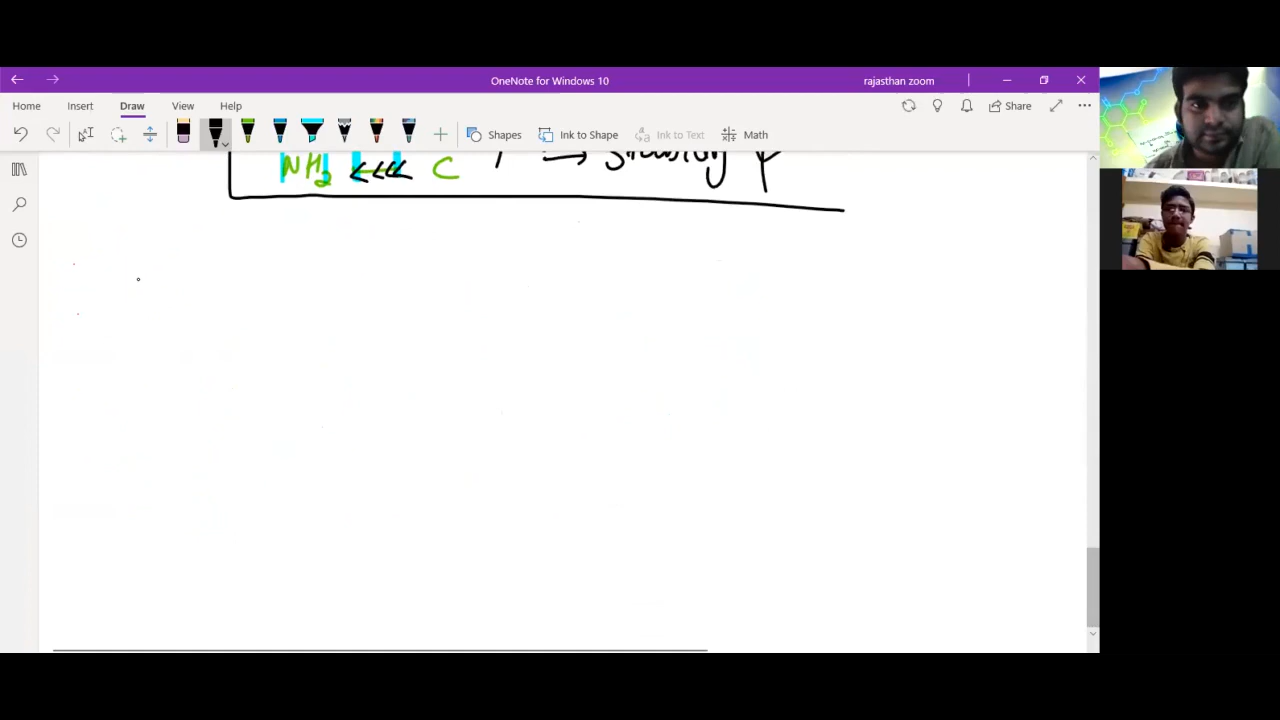 OneNote for Windows 10
rajasthan zoom
Home Insert Draw View Help
Share
Shapes Ink to Shape Ink to Text Math
NH2 <<< C